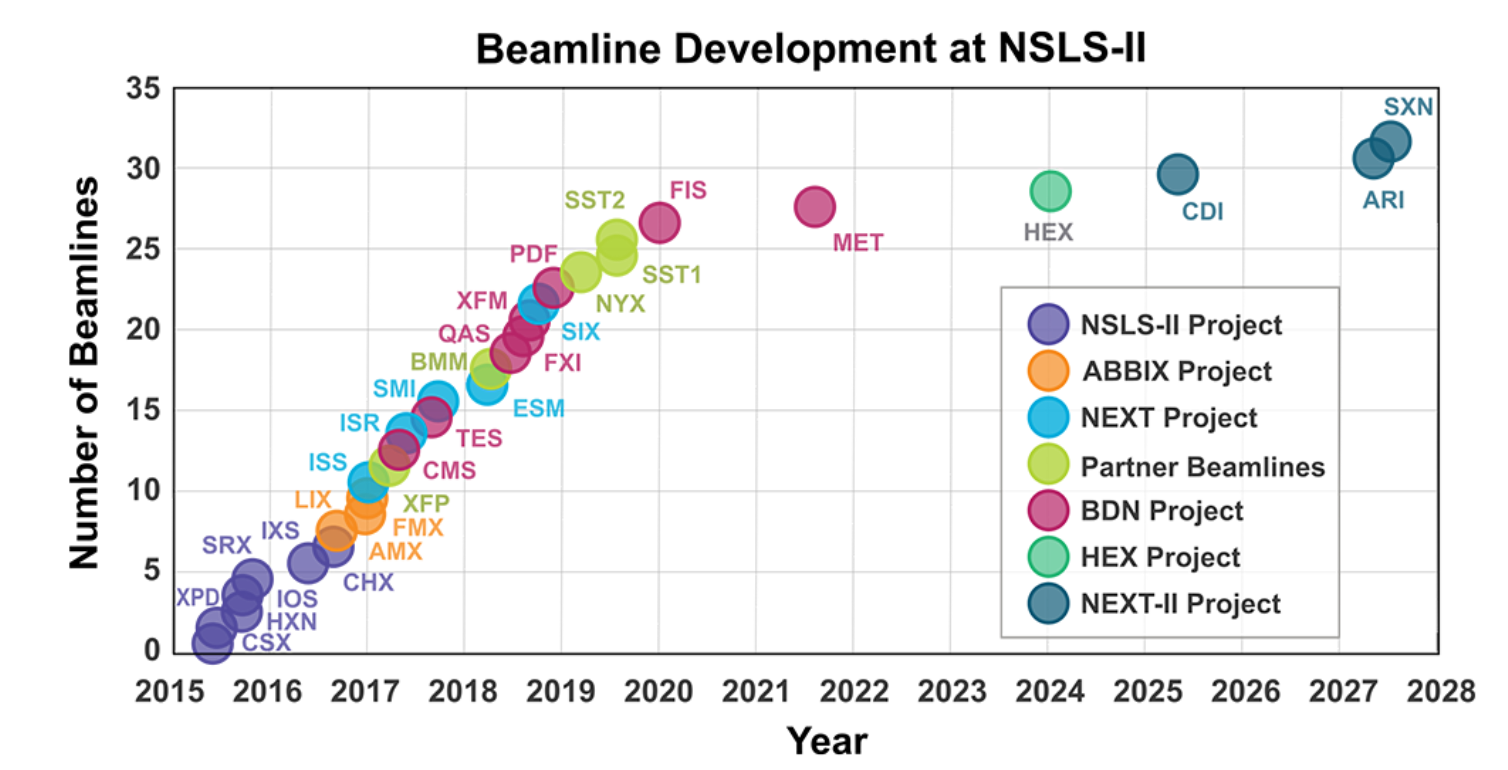 Beamline Development at NSLS-II
Number of Beamlines
35
30
25
20
15
10
5
0
SXN
ARI
CDI
HEX
MET
FIS
SST2
SST1
PDF
NYX
XFM
SIX
QAS
FXI
BMM
ESM
SMI
TES
ISR
CMS
ISS
XFP
LIX
FMX
AMX
IXS
CHX
SRX
IOS
XPD
HXN
CSX
NSLS-II Project
ABBIX Project
NEXT Project
Partner Beamlines
BDN Project
HEX Project
NEXT-II Project
2015 2016 2017 2018 2019 2020 2021 2022 2023 2024 2025 2026 2027 2028
Year